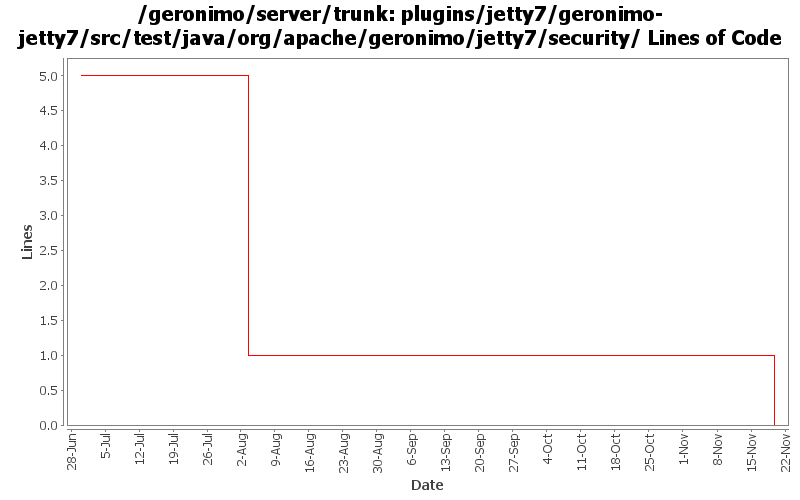 /geronimo/server/trunk: plugins/jetty7/geronimo-
jetty7/src/test/java/org/apache/geronimo/jetty7/security/ Lines of Code
5.0
4.5
4.0
3.5
3.0
2.5
2.0
1.5
1.0
0.5
0.0
Lines
28-Jun
5-Jul
12-Jul
19-Jul
26-Jul
2-Aug
9-Aug
16-Aug
23-Aug
30-Aug
6-Sep
13-Sep
20-Sep
27-Sep
4-Oct
11-Oct
18-Oct
25-Oct
1-Nov
8-Nov
15-Nov
22-Nov
Date